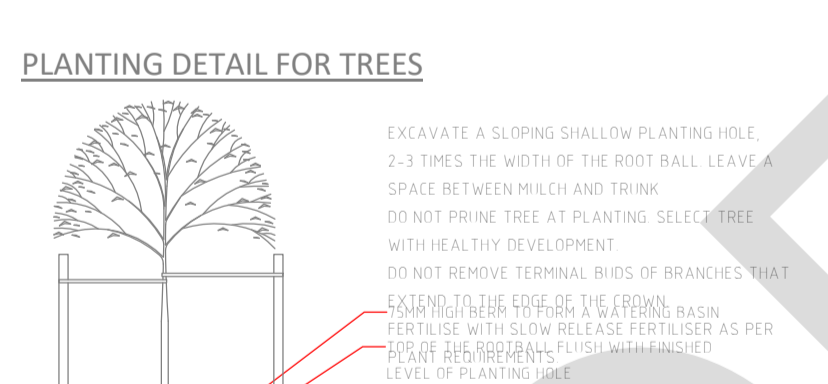 PLANTING DETAIL FOR TREES
EXCAVATE A SLOPING SHALLOW PLANTING HOLE,
2-3 TIMES THE WIDTH OF THE ROOT BALL. LEAVE A
SPACE BETWEEN MULCH AND TRUNK
DO NOT PRUNE TREE AT PLANTING. SELECT TREE
WITH HEALTHY DEVELOPMENT.
DO NOT REMOVE TERMINAL BUDS OF BRANCHES THAT
EXTEND TO THE EDGE OF THE CROWN.
75MM HIGH BERM TO FORM A WATERING BASIN
FERTILISE WITH SLOW RELEASE FERTILISER AS PER
TOP OF THE ROOTBALL FLUSH WITH FINISHED
PLANT REQUIREMENTS.
LEVEL OF PLANTING HOLE